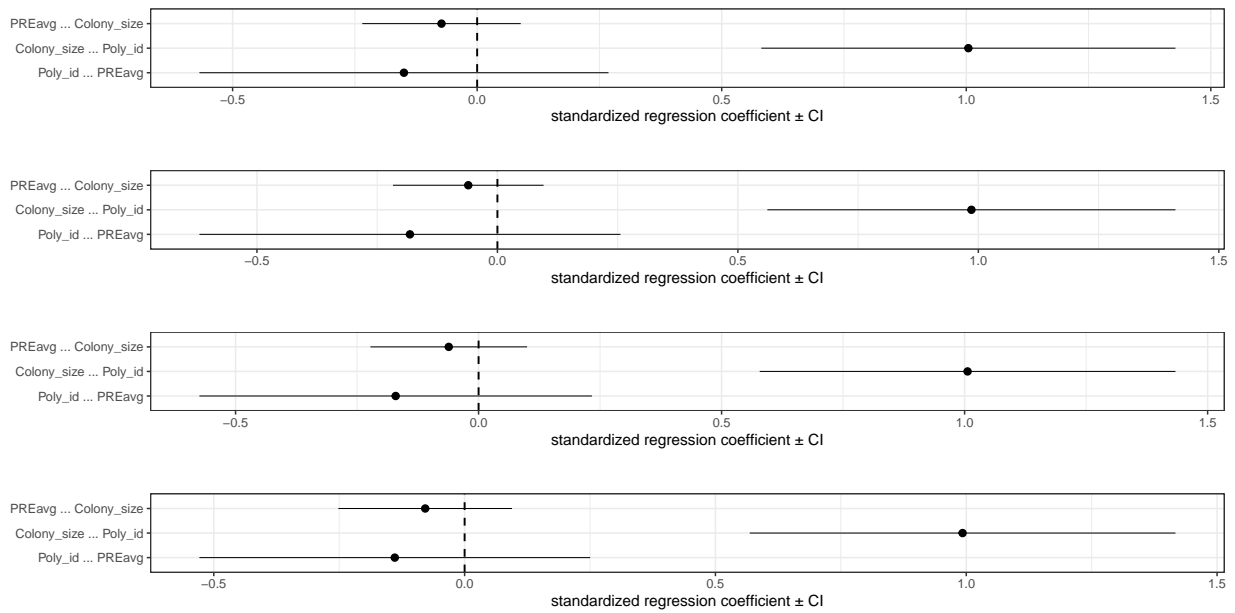 PREavg ... Colony_size
Colony_size ... Poly_id
Poly_id ... PREavg
−0.5 0.0 0.5 1.0 1.5
standardized regression coefficient ± CI
PREavg ... Colony_size
Colony_size ... Poly_id
Poly_id ... PREavg
−0.5 0.0 0.5 1.0 1.5
standardized regression coefficient ± CI
PREavg ... Colony_size
Colony_size ... Poly_id
Poly_id ... PREavg
−0.5 0.0 0.5 1.0 1.5
standardized regression coefficient ± CI
PREavg ... Colony_size
Colony_size ... Poly_id
Poly_id ... PREavg
−0.5 0.0 0.5 1.0 1.5
standardized regression coefficient ± CI